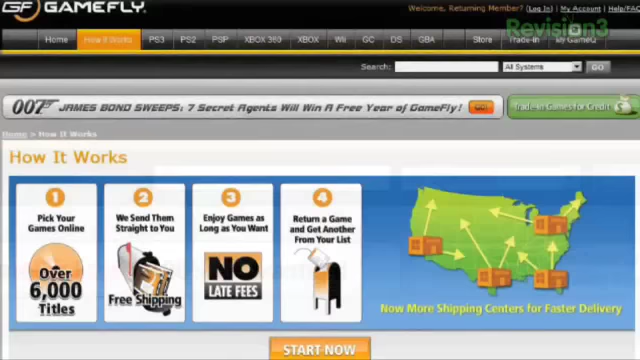 GF GAMEFLY.
Welcome, Returning Member? (Log In) | My Account | Help/FAQ
Revision3
Home How It Works PS3 PS2 PSP XBOX 360 XBOX Wii GC DS GBA Store Trade-In My GameQ
Search: All Systems GO
007 JAMES BOND SWEEPS: 7 Secret Agents Will Win A Free Year of GameFly! GO!
Trade-in Games for Credit
Home > How It Works
How It Works
1
Pick Your
Games Online
Over
6,000
Titles
2
We Send Them
Straight to You
Free Shipping
3
Enjoy Games as
Long as You Want
NO
LATE FEES
4
Return a Game
and Get Another
From Your List
Now More Shipping Centers for Faster Delivery
START NOW